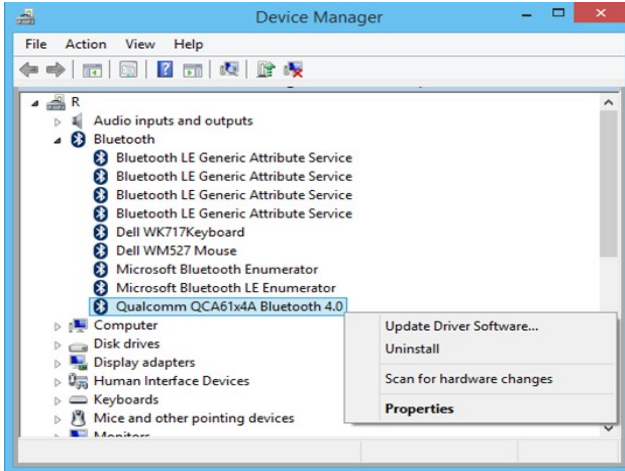 Device Manager
File Action View Help
R
Audio inputs and outputs
Bluetooth
Bluetooth LE Generic Attribute Service
Bluetooth LE Generic Attribute Service
Bluetooth LE Generic Attribute Service
Bluetooth LE Generic Attribute Service
Dell WK717Keyboard
Dell WM527 Mouse
Microsoft Bluetooth Enumerator
Microsoft Bluetooth LE Enumerator
Qualcomm QCA61x4A Bluetooth 4.0
Computer
Update Driver Software...
Disk drives
Uninstall
Display adapters
Human Interface Devices
Scan for hardware changes
Keyboards
Mice and other pointing devices
Properties
Monitors